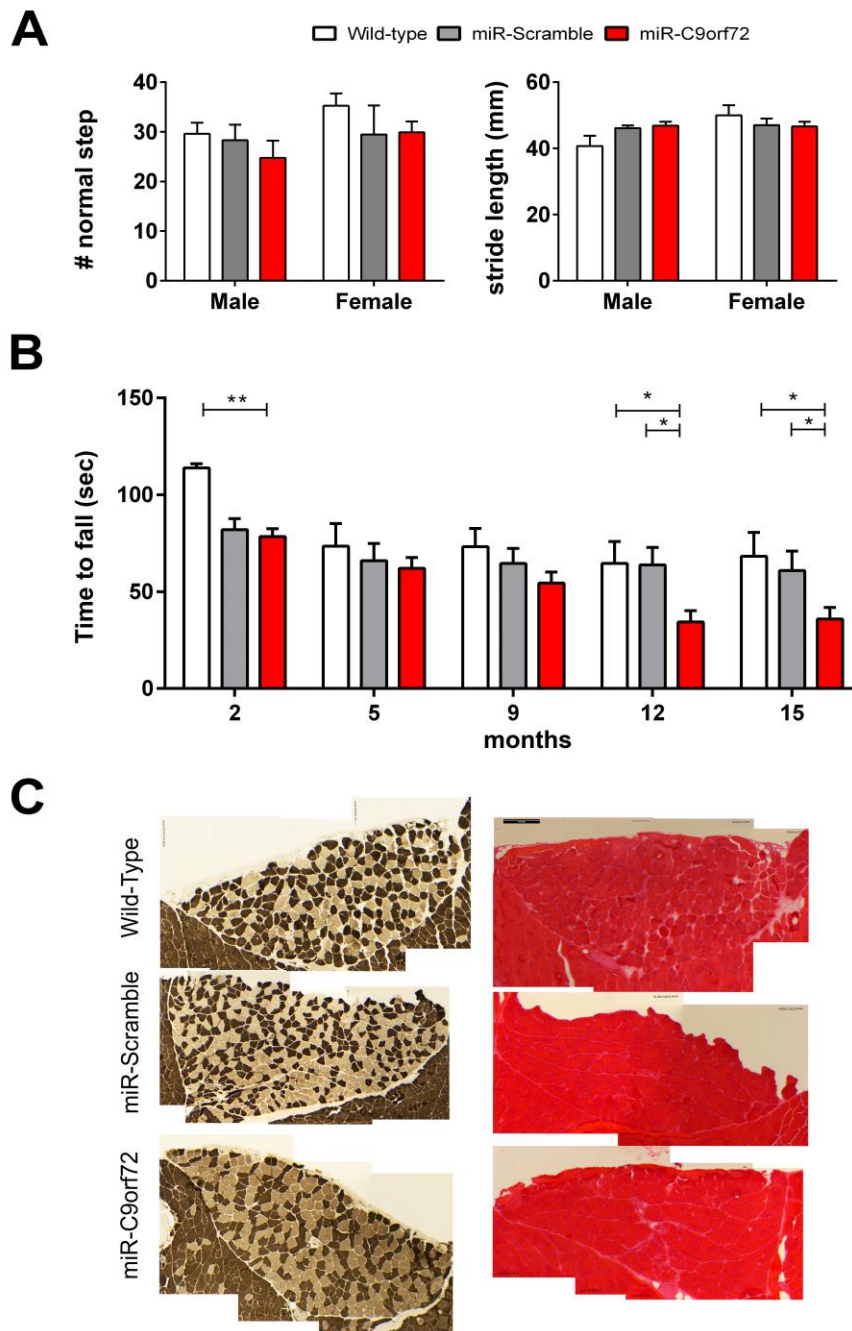 A
Wild-type miR-Scramble miR-C9orf72
# normal step
40
30
20
10
0
Male Female
stride length (mm)
60
40
20
0
Male Female
B
Time to fall (sec)
150
100
50
0
** * * * *
2 5 9 12 15
months
C
Wild-Type
miR-Scramble
miR-C9orf72